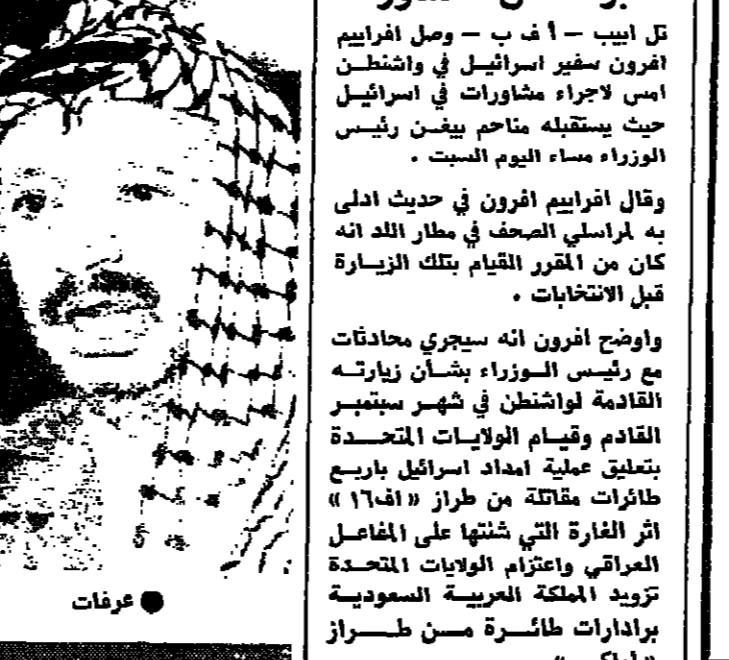 تل ابيب — أ ف ب — وصل افراييم
افرون سفير اسرائيل في واشنطن
امس لاجراء مشاورات في اسرائيل
حيث يستقبله مناحم بيغن رئيس
الوزراء مساء اليوم السبت .
وقال افراييم افرون في حديث ادلى
به لمراسلي الصحف في مطار اللد انه
كان من المقرر القيام بتلك الزيارة
قبل الانتخابات .
واوضح افرون انه سيجري محادثات
مع رئيس الوزراء بشأن زيارته
القادمة لواشنطن في شهر سبتمبر
القادم وقيام الولايات المتحدة
بتعليق عملية امداد اسرائيل باربع
طائرات مقاتلة من طراز « اف١٦ »
اثر الغارة التي شنتها على المفاعل
العراقي واعتزام الولايات المتحدة
تزويد المملكة العربية السعودية
برادارات طائرة من طراز
● عرفات